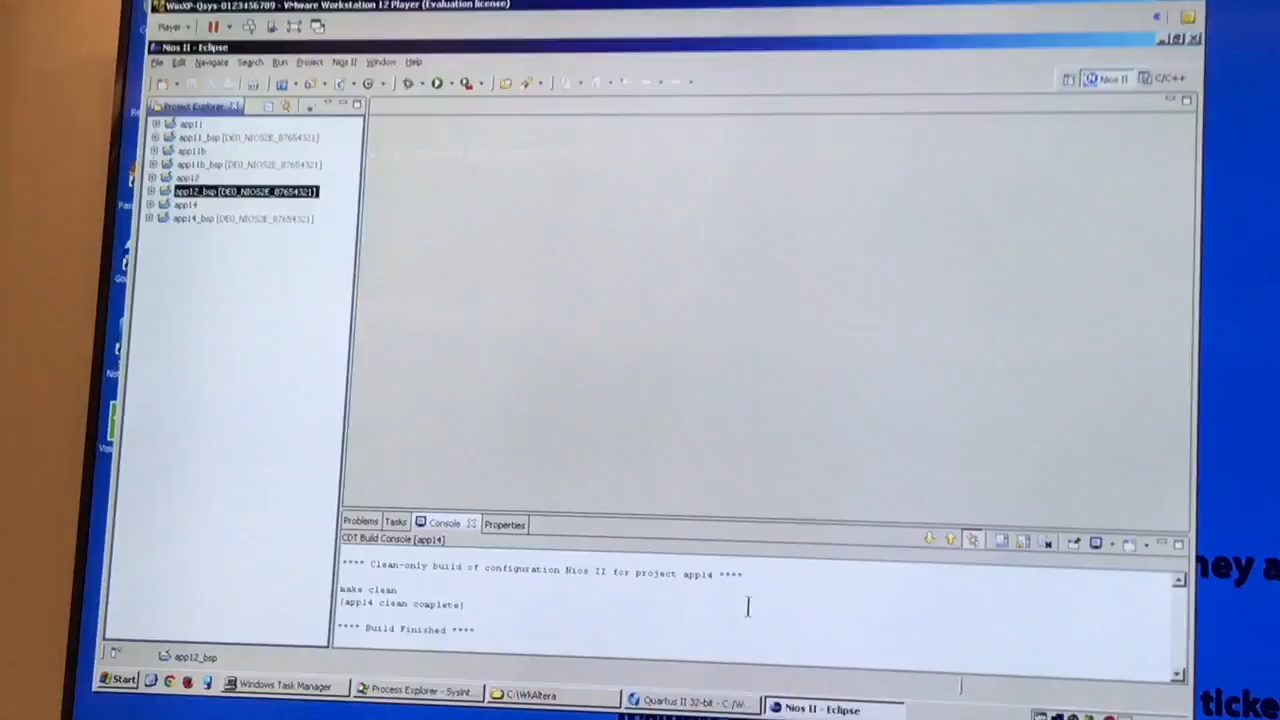 WinXP-Qsys-0123456789 - VMware Workstation 12 Player (Evaluation license)
Player
Nios II - Eclipse
File Edit Navigate Search Run Project Nios II Window Help
Nios II
C/C++
Project Explorer
app11
app11_bsp [DE0_NIOS2E_87654321]
app11b
app11b_bsp [DE0_NIOS2E_87654321]
app12
app12_bsp [DE0_NIOS2E_87654321]
app14
app14_bsp [DE0_NIOS2E_87654321]
Problems Tasks Console Properties
CDT Build Console [app14]
**** Clean-only build of configuration Nios II for project app14 ****
make clean
[app14 clean complete]
**** Build Finished ****
app12_bsp
Start
Windows Task Manager
Process Explorer - Sysint...
C:\WkAltera
Quartus II 32-bit - C:/W...
Nios II - Eclipse
hey a
ticke